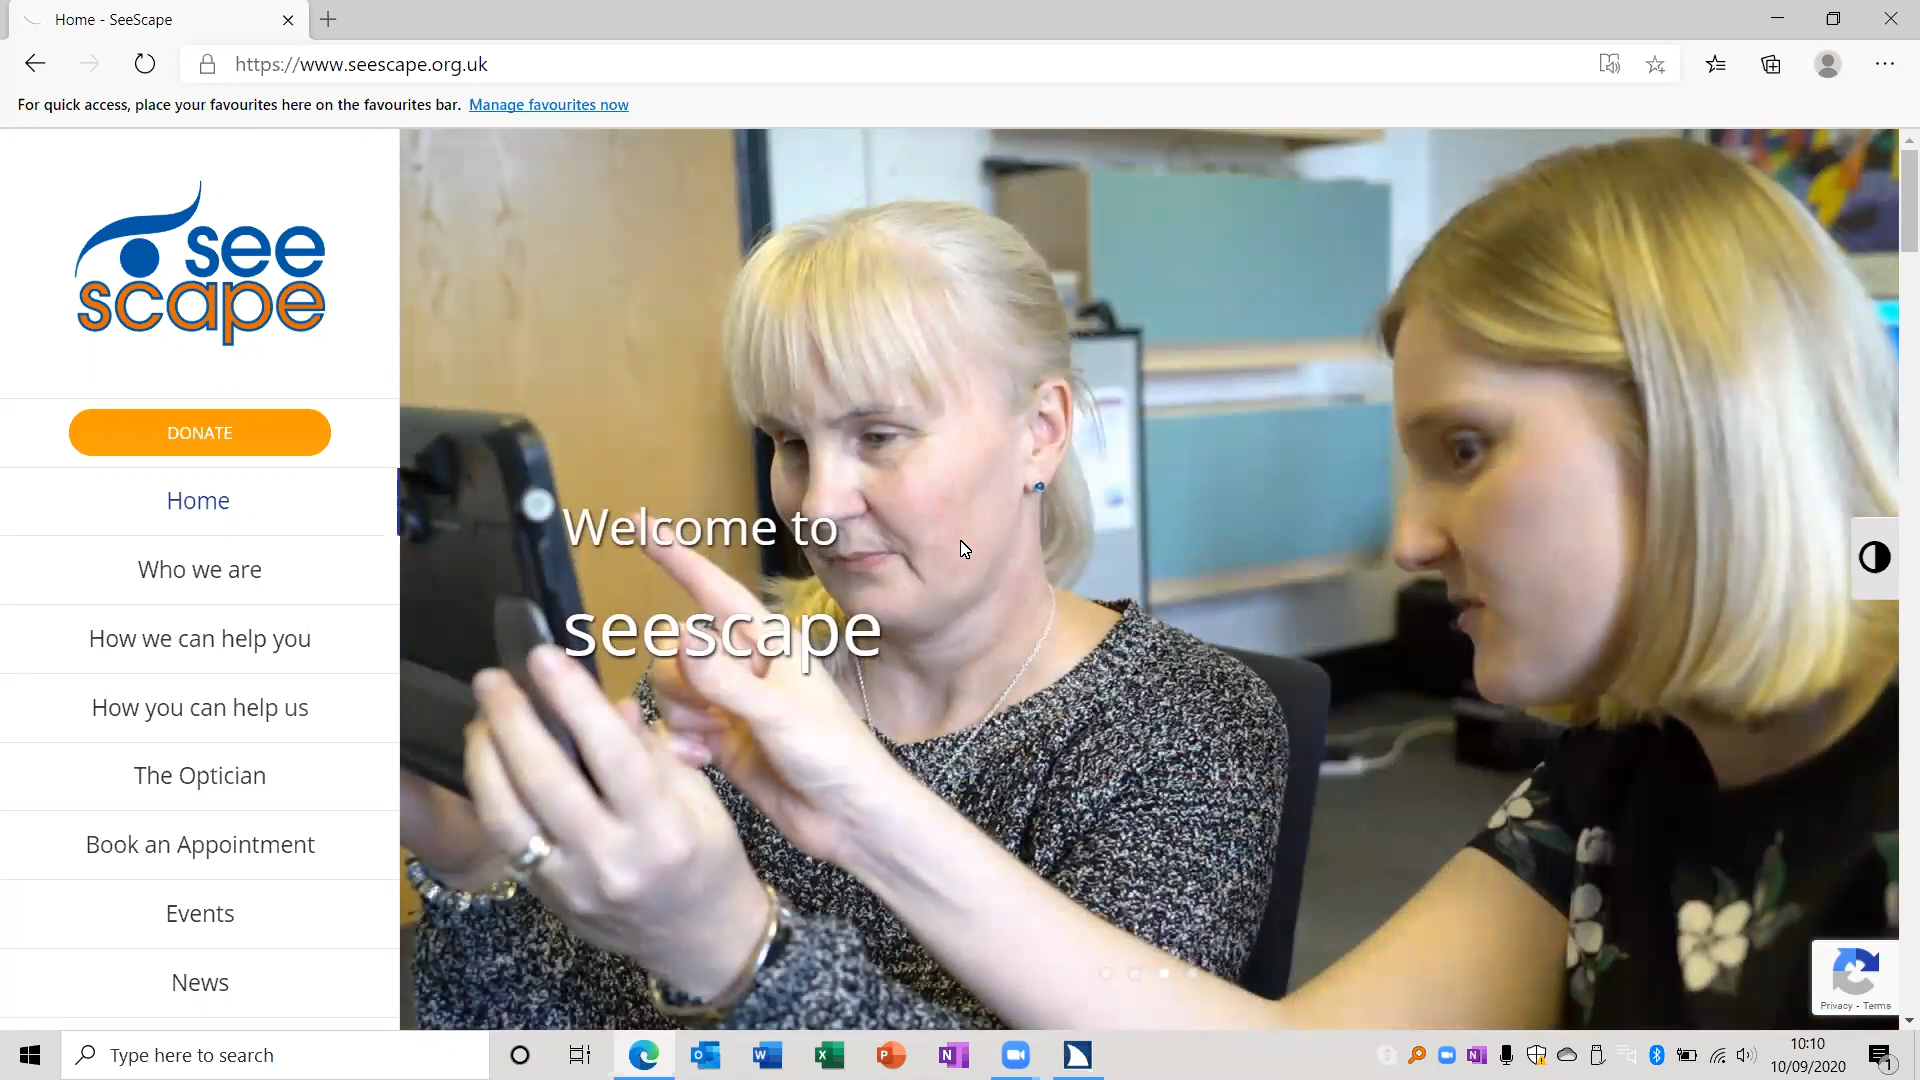 Home - SeeScape
https://www.seescape.org.uk
For quick access, place your favourites here on the favourites bar. Manage favourites now
see
scape
DONATE
Home
Who we are
How we can help you
How you can help us
The Optician
Book an Appointment
Events
News
Welcome to
seescape
Privacy - Terms
Type here to search
10:10
10/09/2020
1